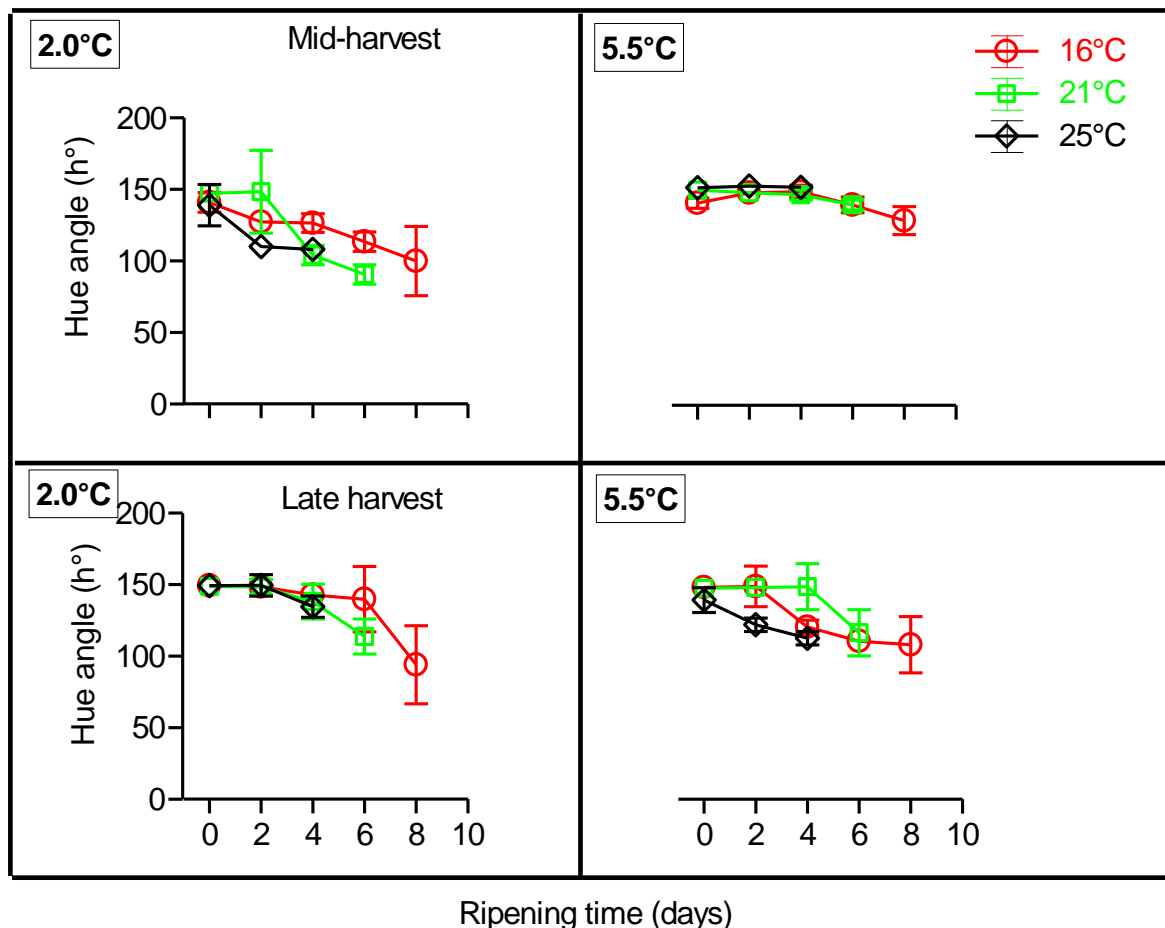 2.0°C
Mid-harvest
5.5°C
16°C
21°C
25°C
Hue angle (h°)
200
150
100
50
0
2.0°C
Late harvest
5.5°C
Hue angle (h°)
200
150
100
50
0
0 2 4 6 8 10
0 2 4 6 8 10
Ripening time (days)